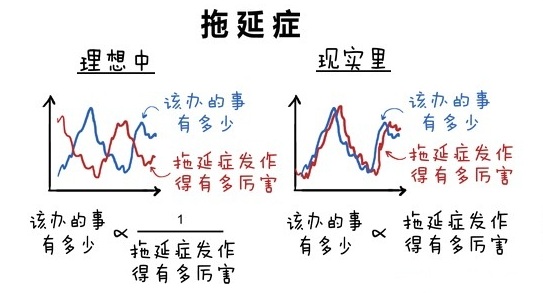 拖延症
理想中
现实里
该办的事
有多少
拖延症发作
得有多厉害
该办的事
有多少
拖延症发作
得有多厉害
该办的事
有多少
∝
1
拖延症发作
得有多厉害
该办的事
有多少
∝
拖延症发作
得有多厉害